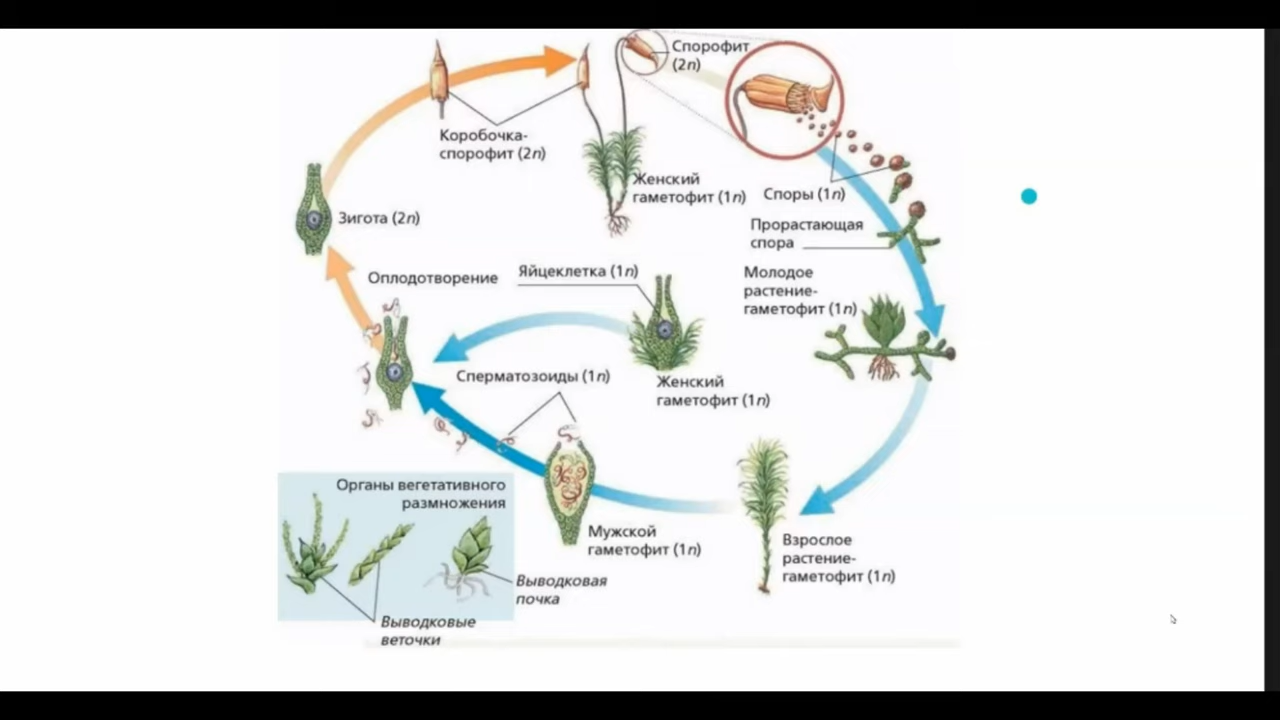 Спорофит
(2n)
Коробочка-
спорофит (2n)
Женский
гаметофит (1n)
Споры (1n)
Зигота (2n)
Прорастающая
спора
Оплодотворение
Яйцеклетка (1n)
Молодое
растение-
гаметофит (1n)
Сперматозоиды (1n)
Женский
гаметофит (1n)
Органы вегетативного
размножения
Мужской
гаметофит (1n)
Взрослое
растение-
гаметофит (1n)
Выводковая
почка
Выводковые
веточки